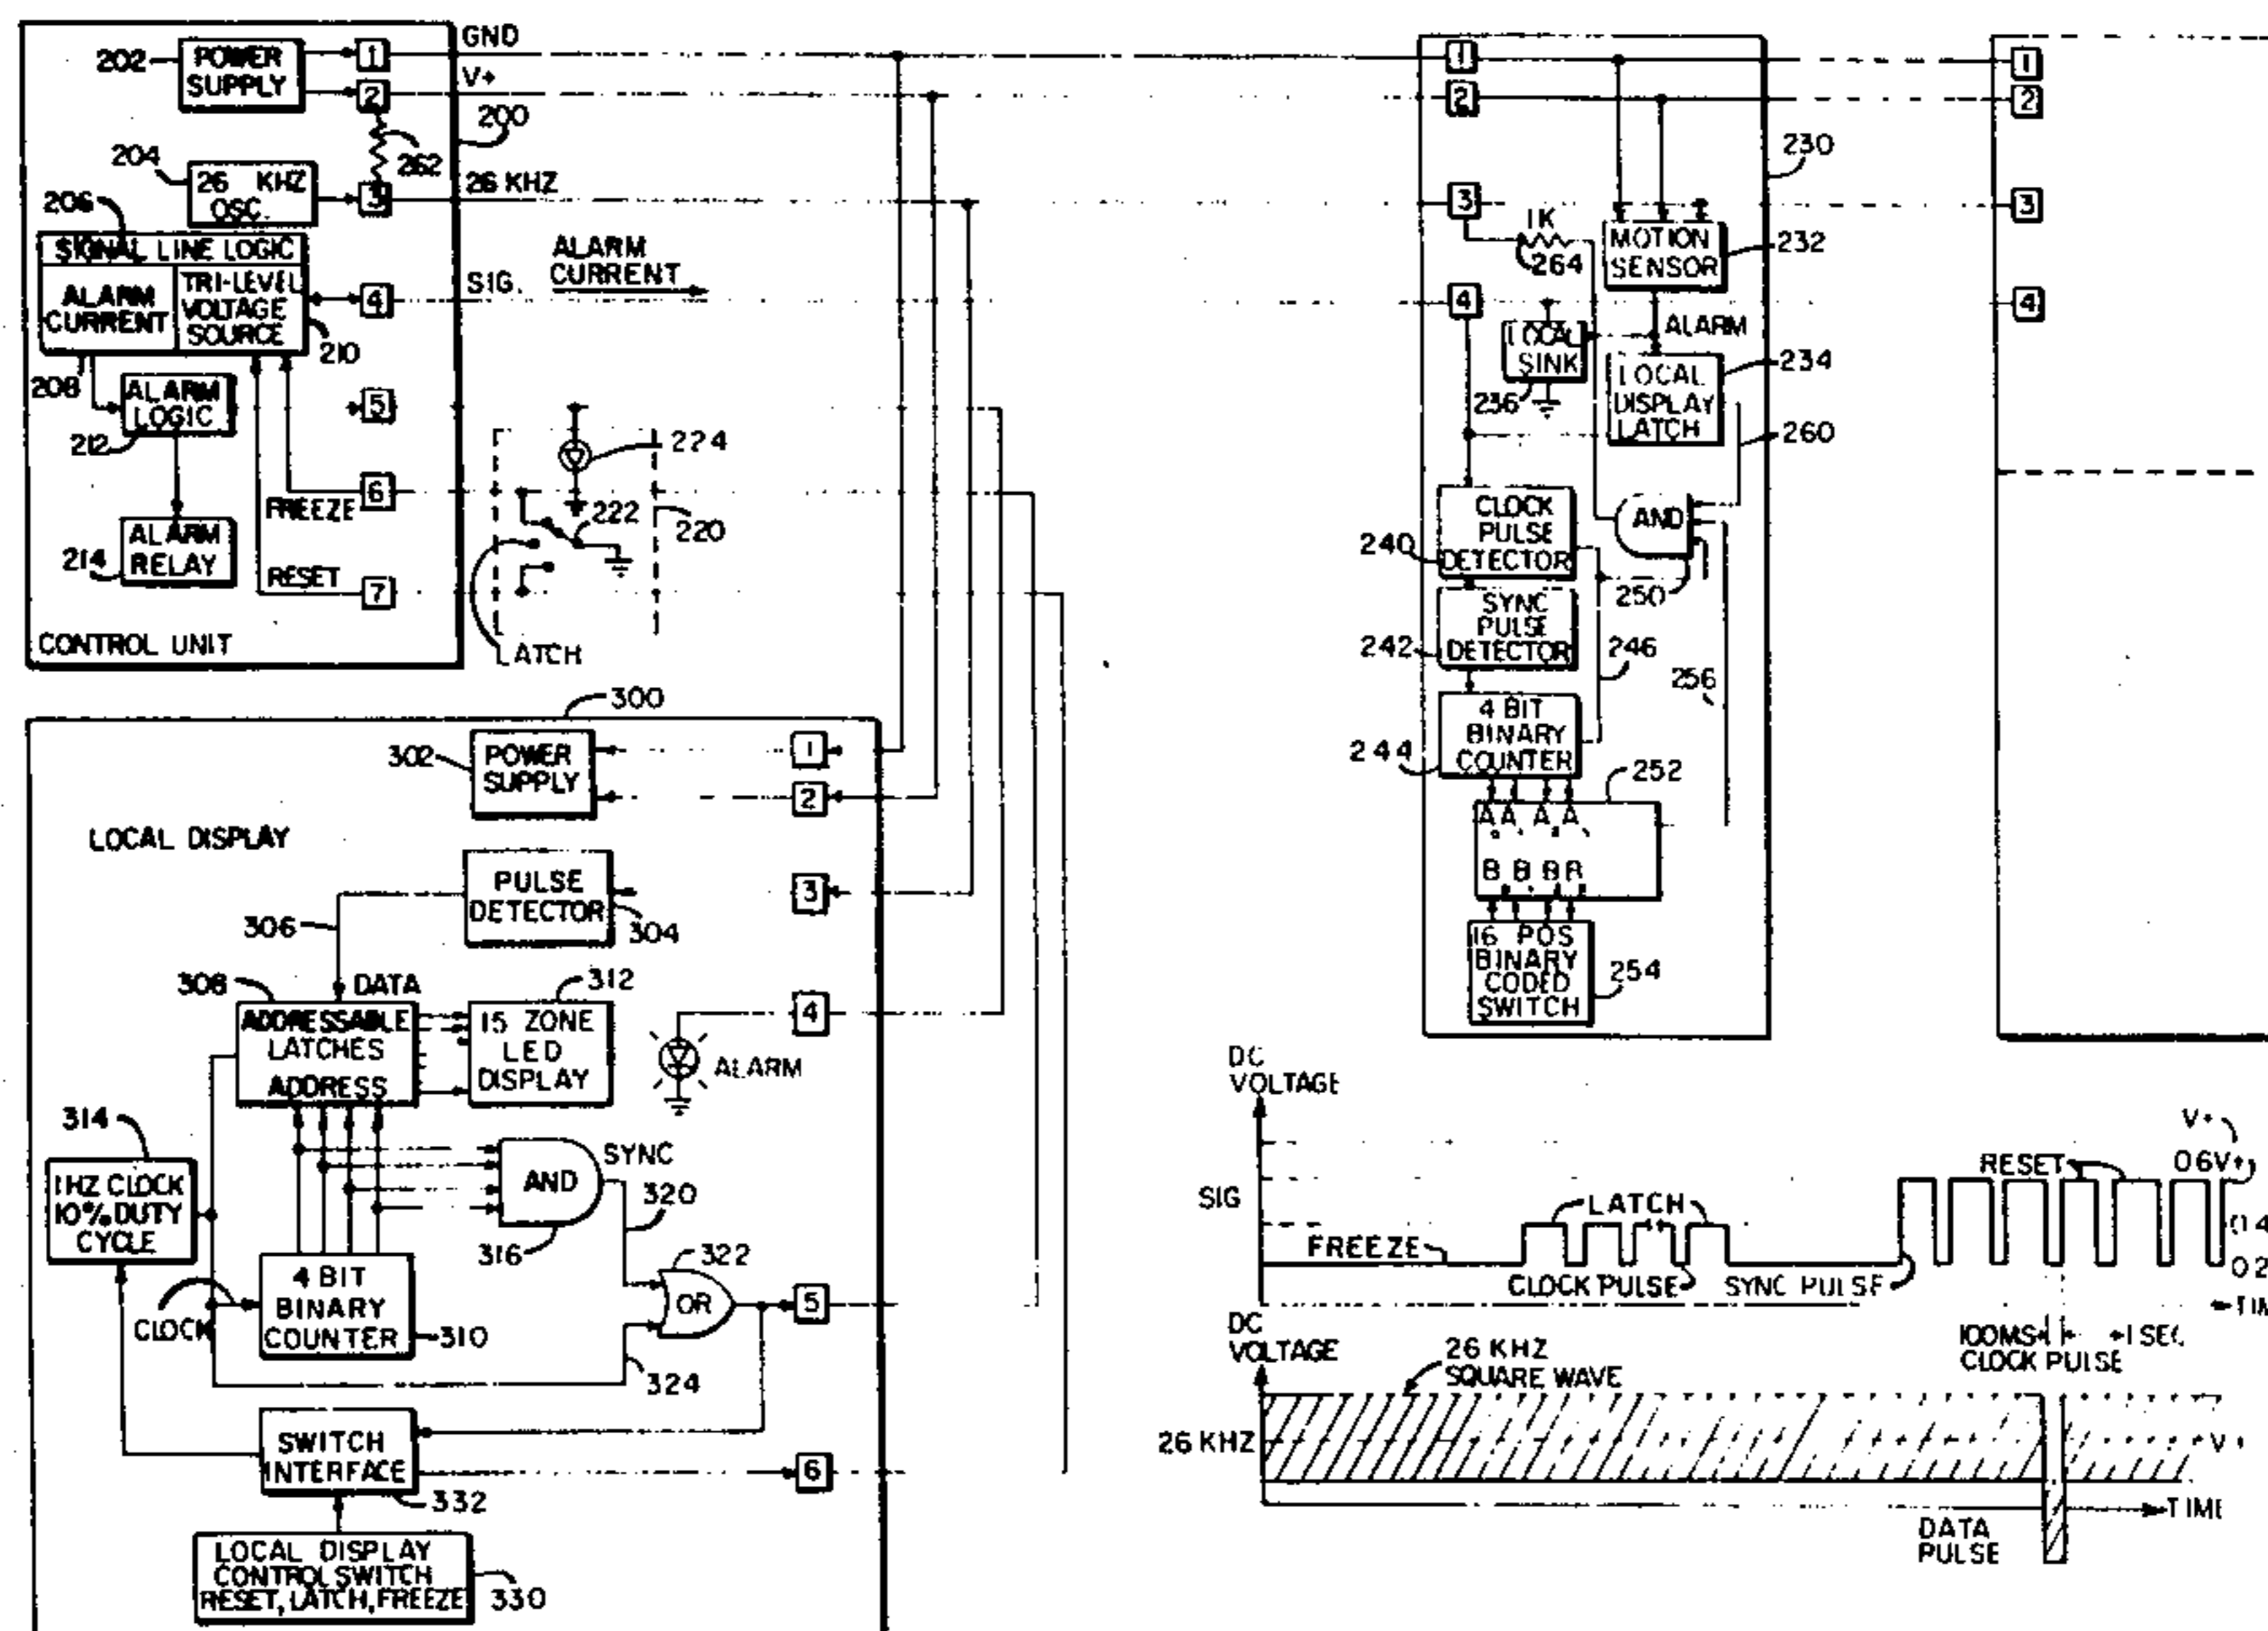 GND
202
POWER
SUPPLY
1
V+
2
200
262
204
26 KHZ
OSC.
3
26 KHZ
206
SIGNAL LINE LOGIC
ALARM
CURRENT
TRI-LEVEL
VOLTAGE
SOURCE
4
SIG.
ALARM
CURRENT
210
208
ALARM
LOGIC
212
5
224
6
FREEZE
222
220
ALARM
RELAY
214
RESET
7
CONTROL UNIT
LATCH
1
2
230
3
1K
264
MOTION
SENSOR
232
4
LOCAL
SINK
ALARM
236
LOCAL
DISPLAY
LATCH
234
260
CLOCK
PULSE
DETECTOR
AND
240
250
SYNC
PULSE
DETECTOR
242
246
256
4 BIT
BINARY
COUNTER
244
252
A A A A
B B B B
16 POS
BINARY
CODED
SWITCH
254
1
2
3
4
300
302
POWER
SUPPLY
1
2
LOCAL DISPLAY
PULSE
DETECTOR
304
3
306
308
DATA
312
ADDRESSABLE
LATCHES
ADDRESS
15 ZONE
LED
DISPLAY
4
ALARM
314
1HZ CLOCK
10% DUTY
CYCLE
AND
SYNC
320
316
322
4 BIT
BINARY
COUNTER
CLOCK
310
OR
5
324
SWITCH
INTERFACE
6
332
LOCAL DISPLAY
CONTROL SWITCH
RESET, LATCH, FREEZE
330
DC
VOLTAGE
V+
RESET
0.6V+
SIG
LATCH
FREEZE
CLOCK PULSE
SYNC PULSE
DC
VOLTAGE
100MS
1 SEC
CLOCK PULSE
26 KHZ
SQUARE WAVE
26 KHZ
TIME
DATA
PULSE